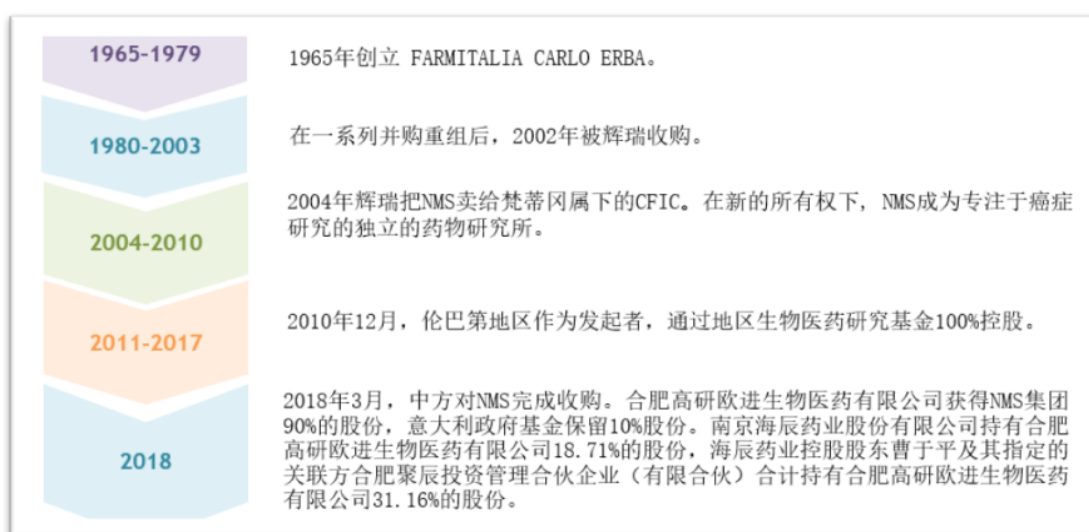 1965-1979
1965年创立 FARMITALIA CARLO ERBA。
1980-2003
在一系列并购重组后，2002年被辉瑞收购。
2004-2010
2004年辉瑞把NMS卖给梵蒂冈属下的CFIC。在新的所有权下, NMS成为专注于癌症
研究的独立的药物研究所。
2011-2017
2010年12月，伦巴第地区作为发起者，通过地区生物医药研究基金100%控股。
2018
2018年3月，中方对NMS完成收购。合肥高研欧进生物医药有限公司获得NMS集团
90%的股份，意大利政府基金保留10%股份。南京海辰药业股份有限公司持有合肥
高研欧进生物医药有限公司18.71%的股份，海辰药业控股股东曹于平及其指定的
关联方合肥聚辰投资管理合伙企业（有限合伙）合计持有合肥高研欧进生物医药
有限公司31.16%的股份。